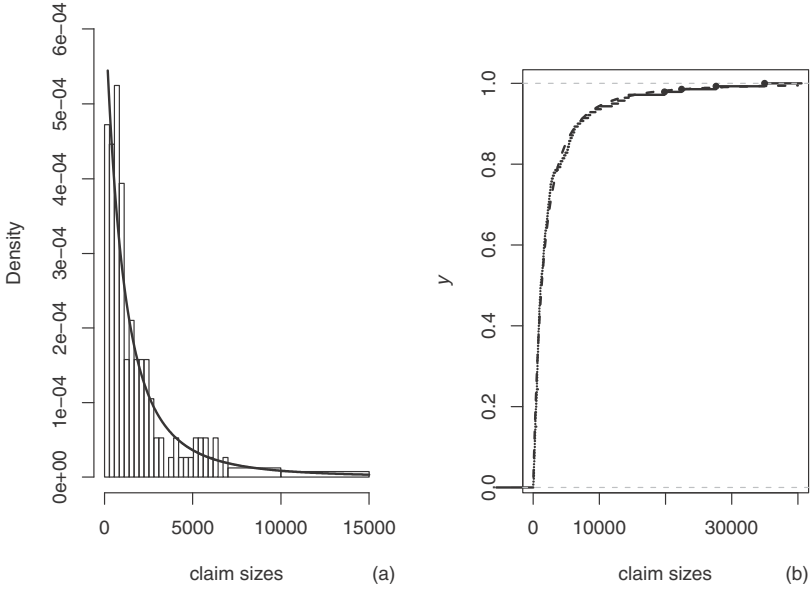 Density
0e+00 1e−04 2e−04 3e−04 4e−04 5e−04 6e−04
0 5000 10000 15000
claim sizes
(a)
y
0.0 0.2 0.4 0.6 0.8 1.0
0 10000 30000
claim sizes
(b)